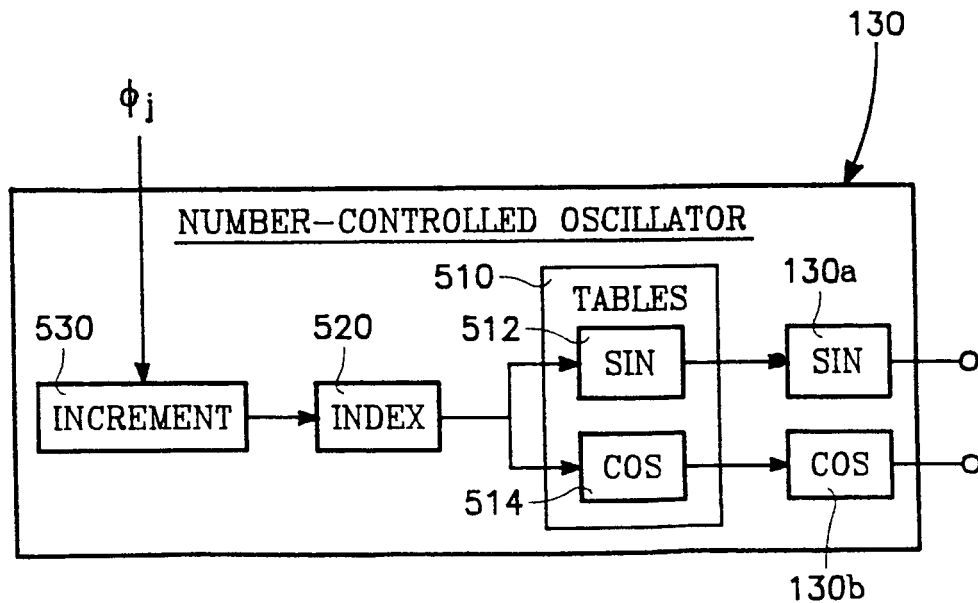 130
ϕj
NUMBER-CONTROLLED OSCILLATOR
510
TABLES
130a
530
520
512
SIN
SIN
INCREMENT
INDEX
COS
COS
514
130b